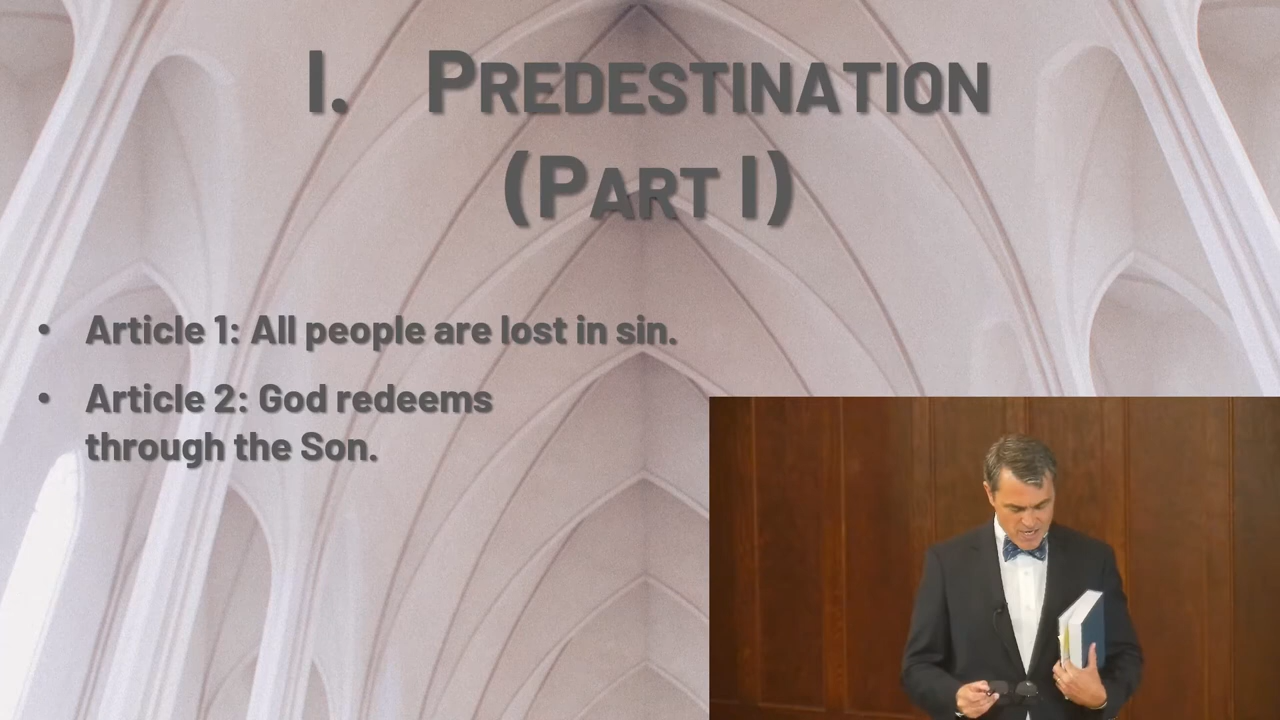 I. Predestination
(Part I)
• Article 1: All people are lost in sin.
• Article 2: God redeems
through the Son.